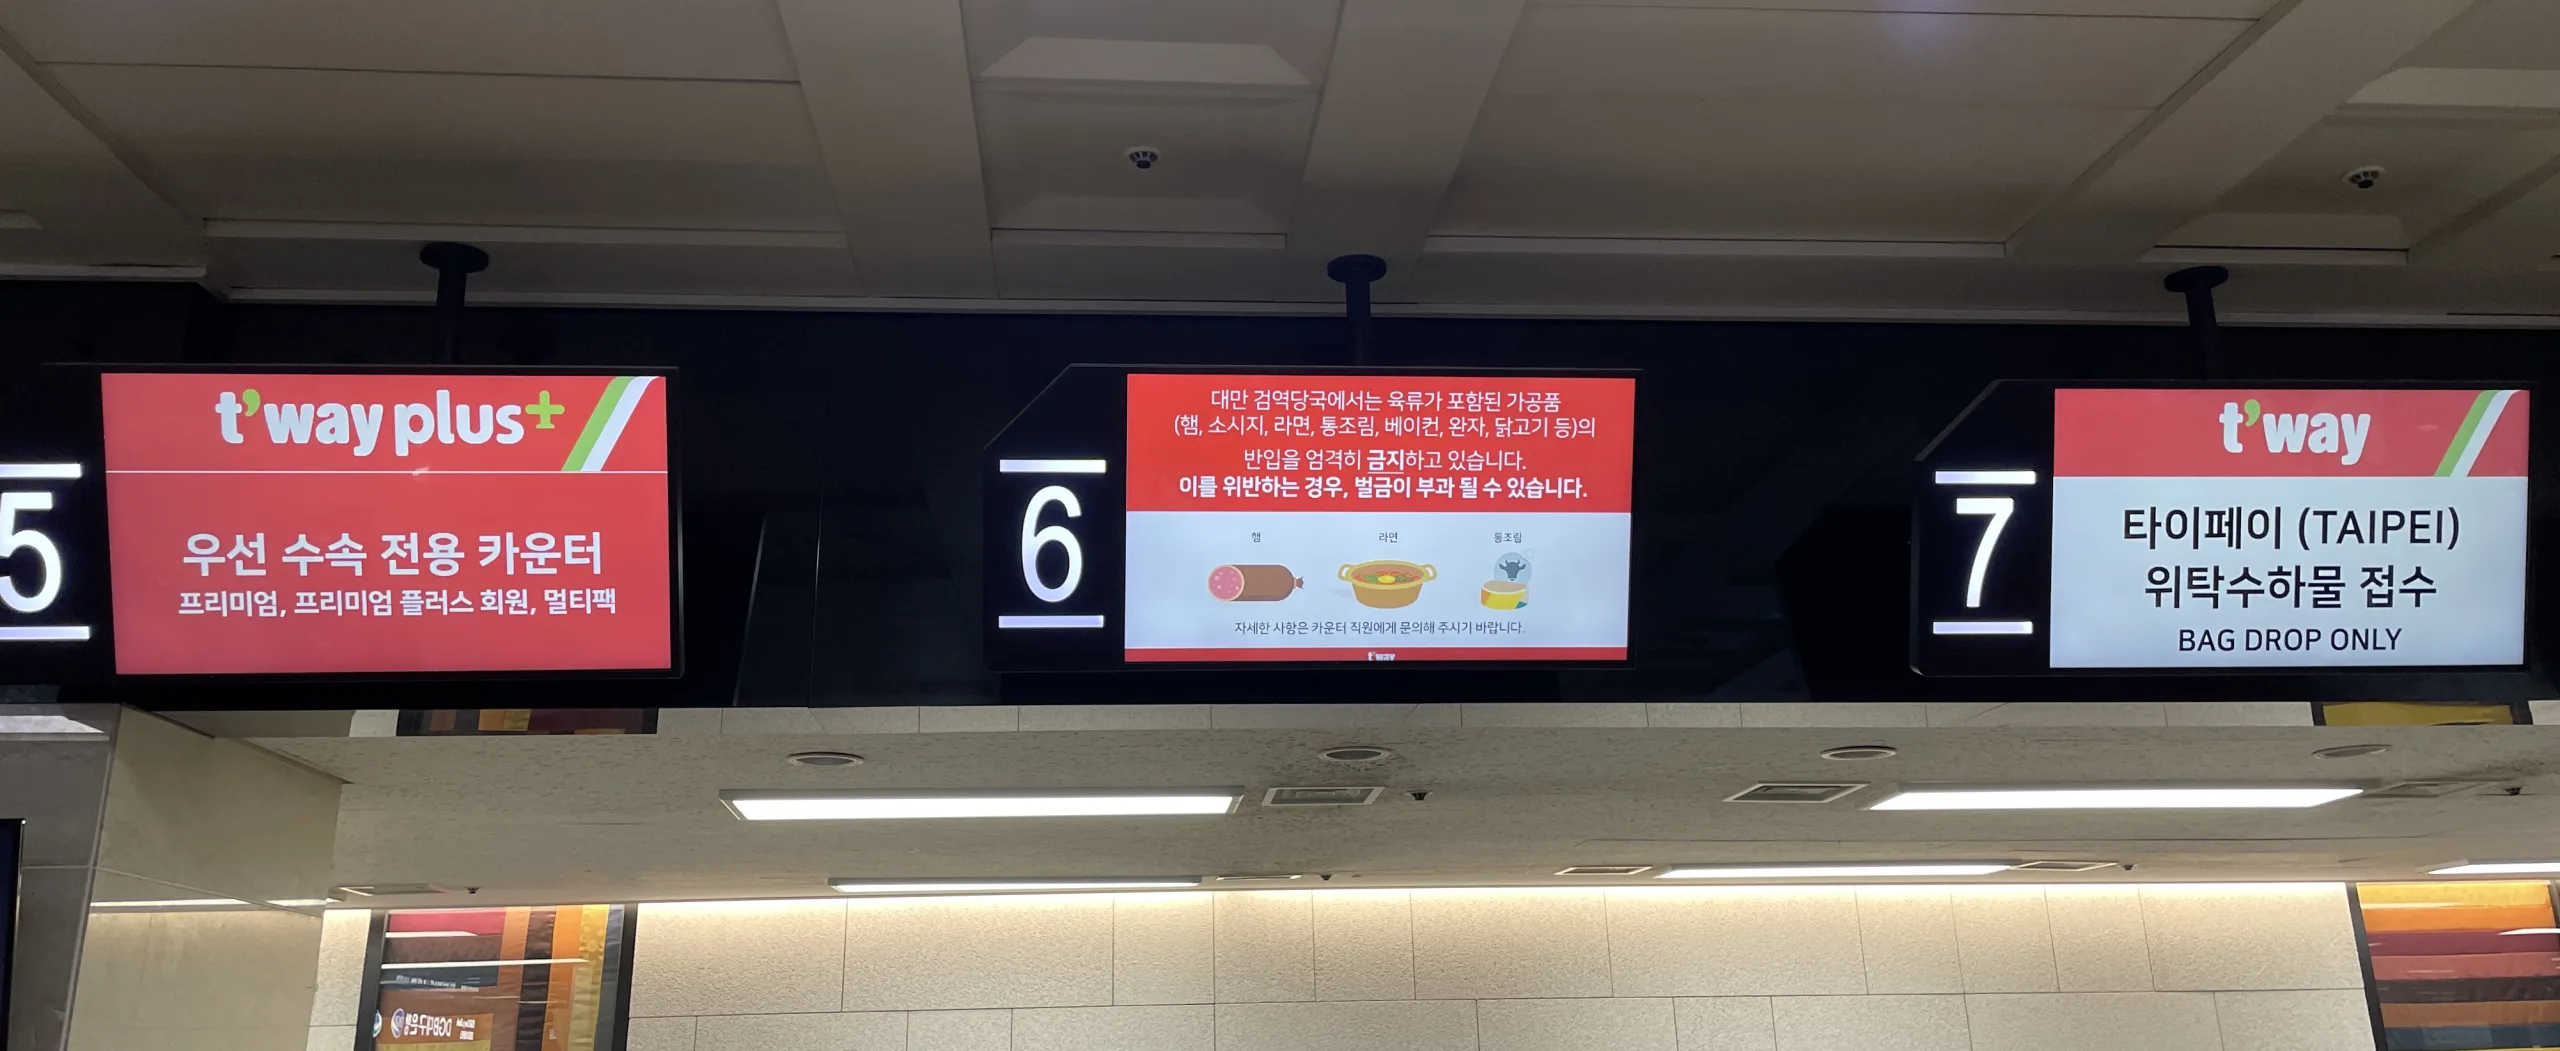 5
t'way plus+
우선 수속 전용 카운터
프리미엄, 프리미엄 플러스 회원, 멀티팩
6
대만 검역당국에서는 육류가 포함된 가공품
(햄, 소시지, 라면, 통조림, 베이컨, 완자, 닭고기 등)의
반입을 엄격히 금지하고 있습니다.
이를 위반하는 경우, 벌금이 부과 될 수 있습니다.
햄 라면 통조림
자세한 사항은 카운터 직원에게 문의해 주시기 바랍니다.
t'way
7
t'way
타이페이 (TAIPEI)
위탁수하물 접수
BAG DROP ONLY
DGB대구은행